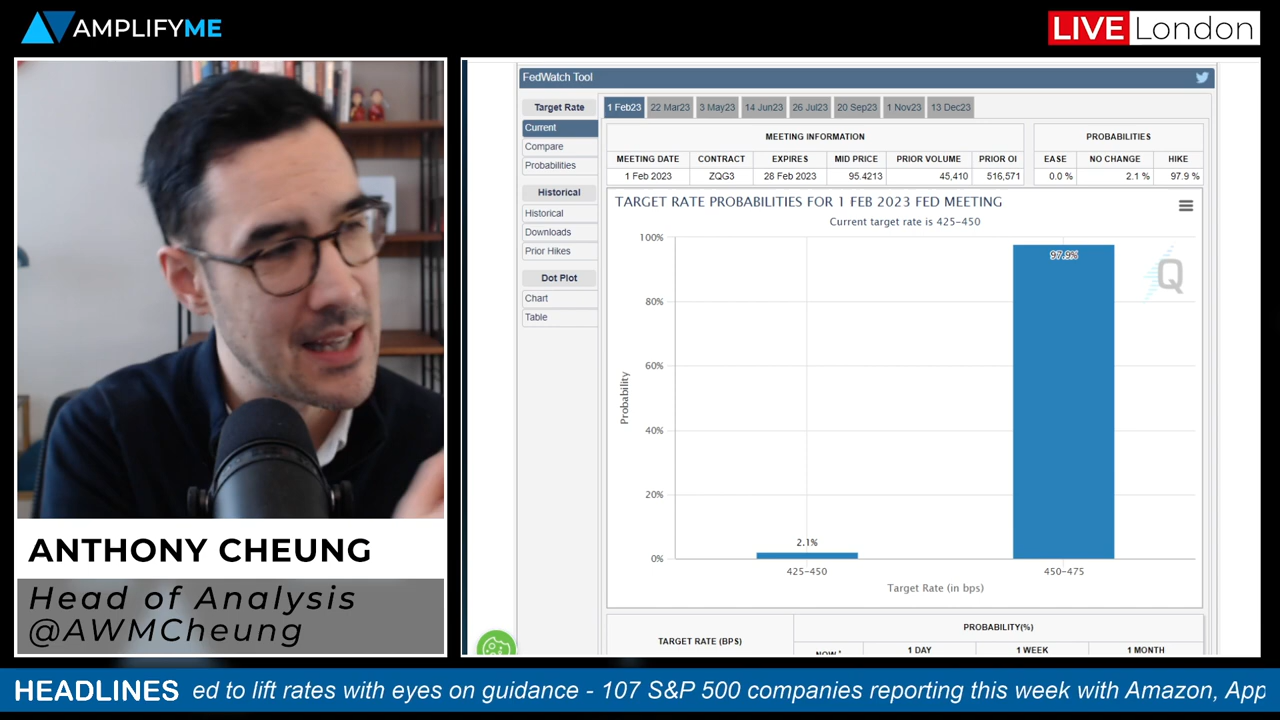 AMPLIFYME
LIVE London
FedWatch Tool
Target Rate
Current
Compare
Probabilities
Historical
Historical
Downloads
Prior Hikes
Dot Plot
Chart
Table
1 Feb23 22 Mar23 3 May23 14 Jun23 26 Jul23 20 Sep23 1 Nov23 13 Dec23
MEETING INFORMATION
MEETING DATE CONTRACT EXPIRES MID PRICE PRIOR VOLUME PRIOR OI
1 Feb 2023 ZQG3 28 Feb 2023 95.4213 45,410 516,571
PROBABILITIES
EASE NO CHANGE HIKE
0.0 % 2.1 % 97.9 %
TARGET RATE PROBABILITIES FOR 1 FEB 2023 FED MEETING
Current target rate is 425-450
100%
80%
60%
40%
20%
0%
Probability
97.9%
Q
2.1%
425-450 450-475
Target Rate (in bps)
TARGET RATE (BPS)
PROBABILITY(%)
NOW * 1 DAY 1 WEEK 1 MONTH
ANTHONY CHEUNG
Head of Analysis
@AWMCheung
HEADLINES ed to lift rates with eyes on guidance - 107 S&P 500 companies reporting this week with Amazon, App